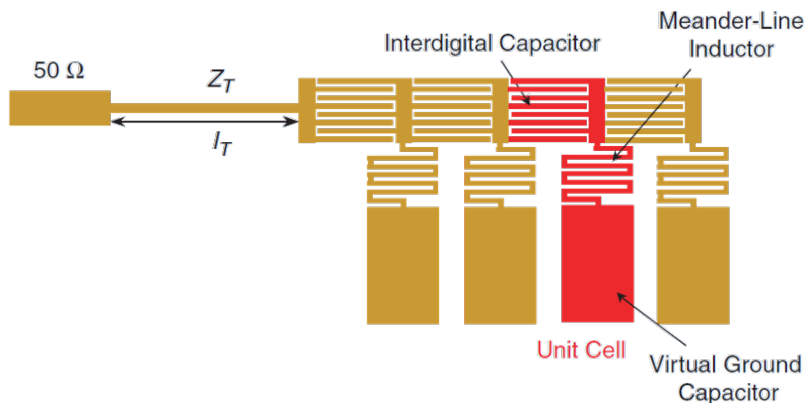 Meander-Line
Inductor
Interdigital Capacitor
50 Ω
Z_T
l_T
Unit Cell
Virtual Ground
Capacitor